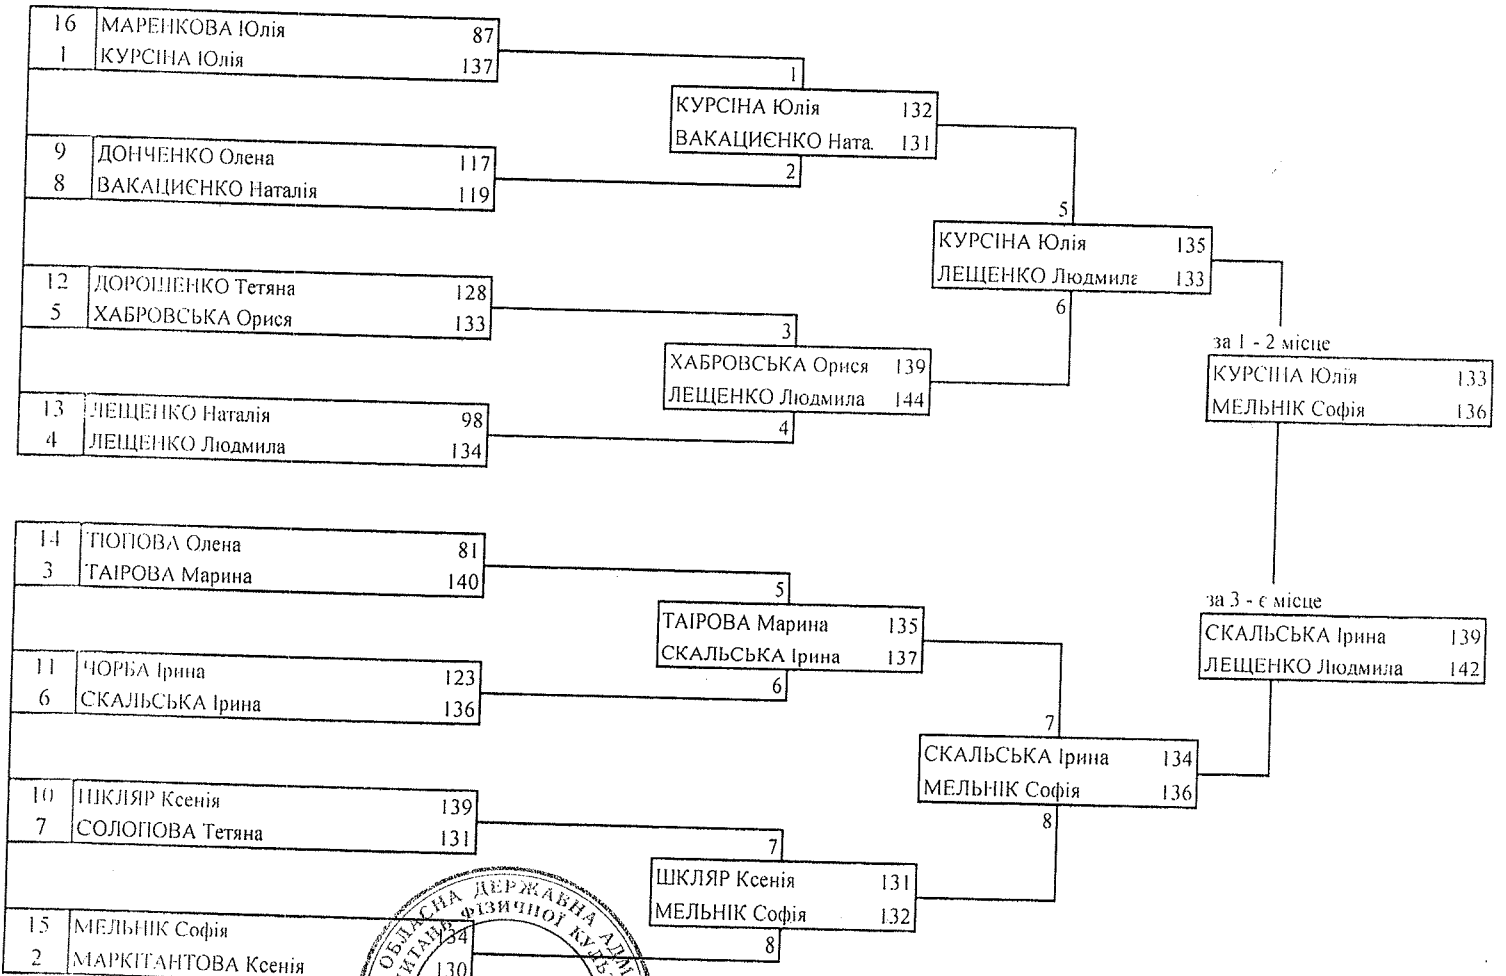 16 МАРЕНКОВА Юлія 87
1 КУРСІНА Юлія 137
9 ДОНЧЕНКО Олена 117
8 ВАКАЦИЄНКО Наталія 119
12 ДОРОШЕНКО Тетяна 128
5 ХАБРОВСЬКА Орися 133
13 ЛЕЩЕНКО Наталія 98
4 ЛЕЩЕНКО Людмила 134
14 ПОПОВА Олена 81
3 ТАІРОВА Марина 140
11 ЧОРБА Ірина 123
6 СКАЛЬСЬКА Ірина 136
10 ШКЛЯР Ксенія 139
7 СОЛОПОВА Тетяна 131
15 МЕЛЬНІК Софія 134
2 МАРКІТАНТОВА Ксенія 130
1
КУРСІНА Юлія 132
ВАКАЦИЄНКО Ната. 131
2
3
ХАБРОВСЬКА Орися 139
ЛЕЩЕНКО Людмила 144
4
5
ТАІРОВА Марина 135
СКАЛЬСЬКА Ірина 137
6
7
ШКЛЯР Ксенія 131
МЕЛЬНІК Софія 132
8
5
КУРСІНА Юлія 135
ЛЕЩЕНКО Людмила 133
6
7
СКАЛЬСЬКА Ірина 134
МЕЛЬНІК Софія 136
8
за 1 - 2 місце
КУРСІНА Юлія 133
МЕЛЬНІК Софія 136
за 3 - є місце
СКАЛЬСЬКА Ірина 139
ЛЕЩЕНКО Людмила 142
ОБЛАСНА ДЕРЖАВНА
ФІЗИЧНОЇ